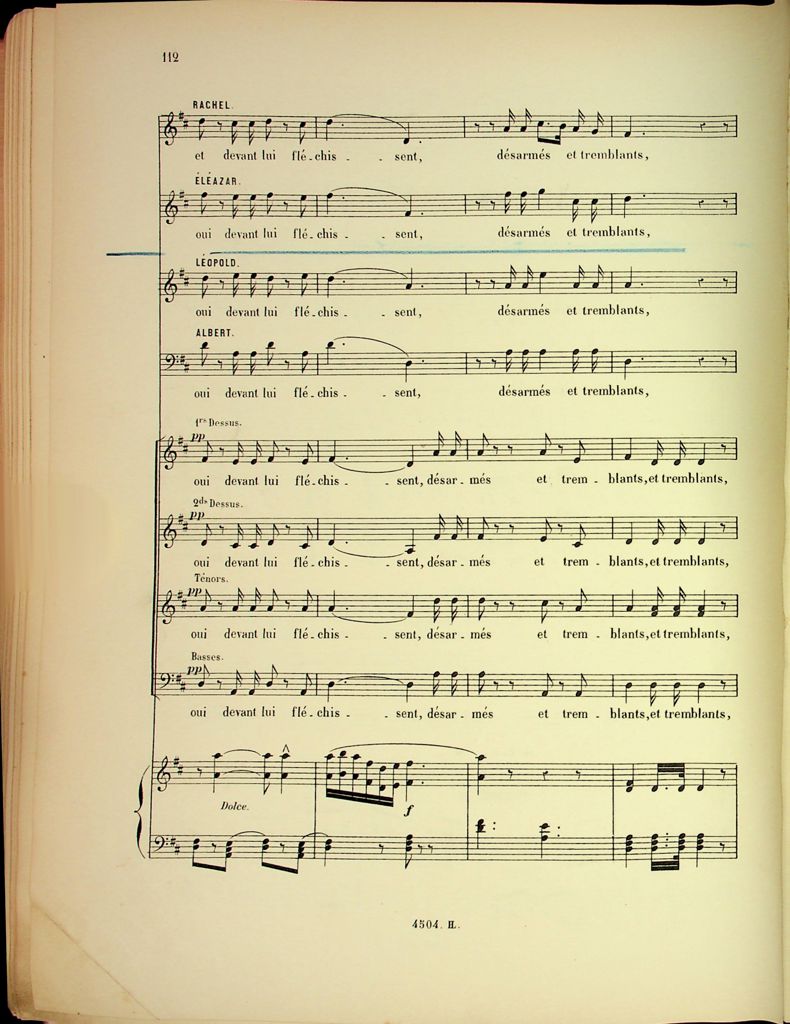 112
RACHEL.
et devant lui flé-chis - - sent, désarmés et tremblants,
ÉLÉAZAR.
oui devant lui flé-chis - - sent, désarmés et tremblants,
LÉOPOLD.
oui devant lui flé-chis - - sent, désarmés et tremblants,
ALBERT.
oui devant lui flé-chis - - sent, désarmés et tremblants,
1rs Dessus.
pp
oui devant lui flé-chis - - sent, désar-més et trem - blants, et tremblants,
2ds Dessus.
pp
oui devant lui flé-chis - - sent, désar-més et trem - blants, et tremblants,
Ténors.
pp
oui devant lui flé-chis - - sent, désar-més et trem - blants, et tremblants,
Basses.
pp
oui devant lui flé-chis - - sent, désar-més et trem - blants, et tremblants,
Dolce. f
4504. H.